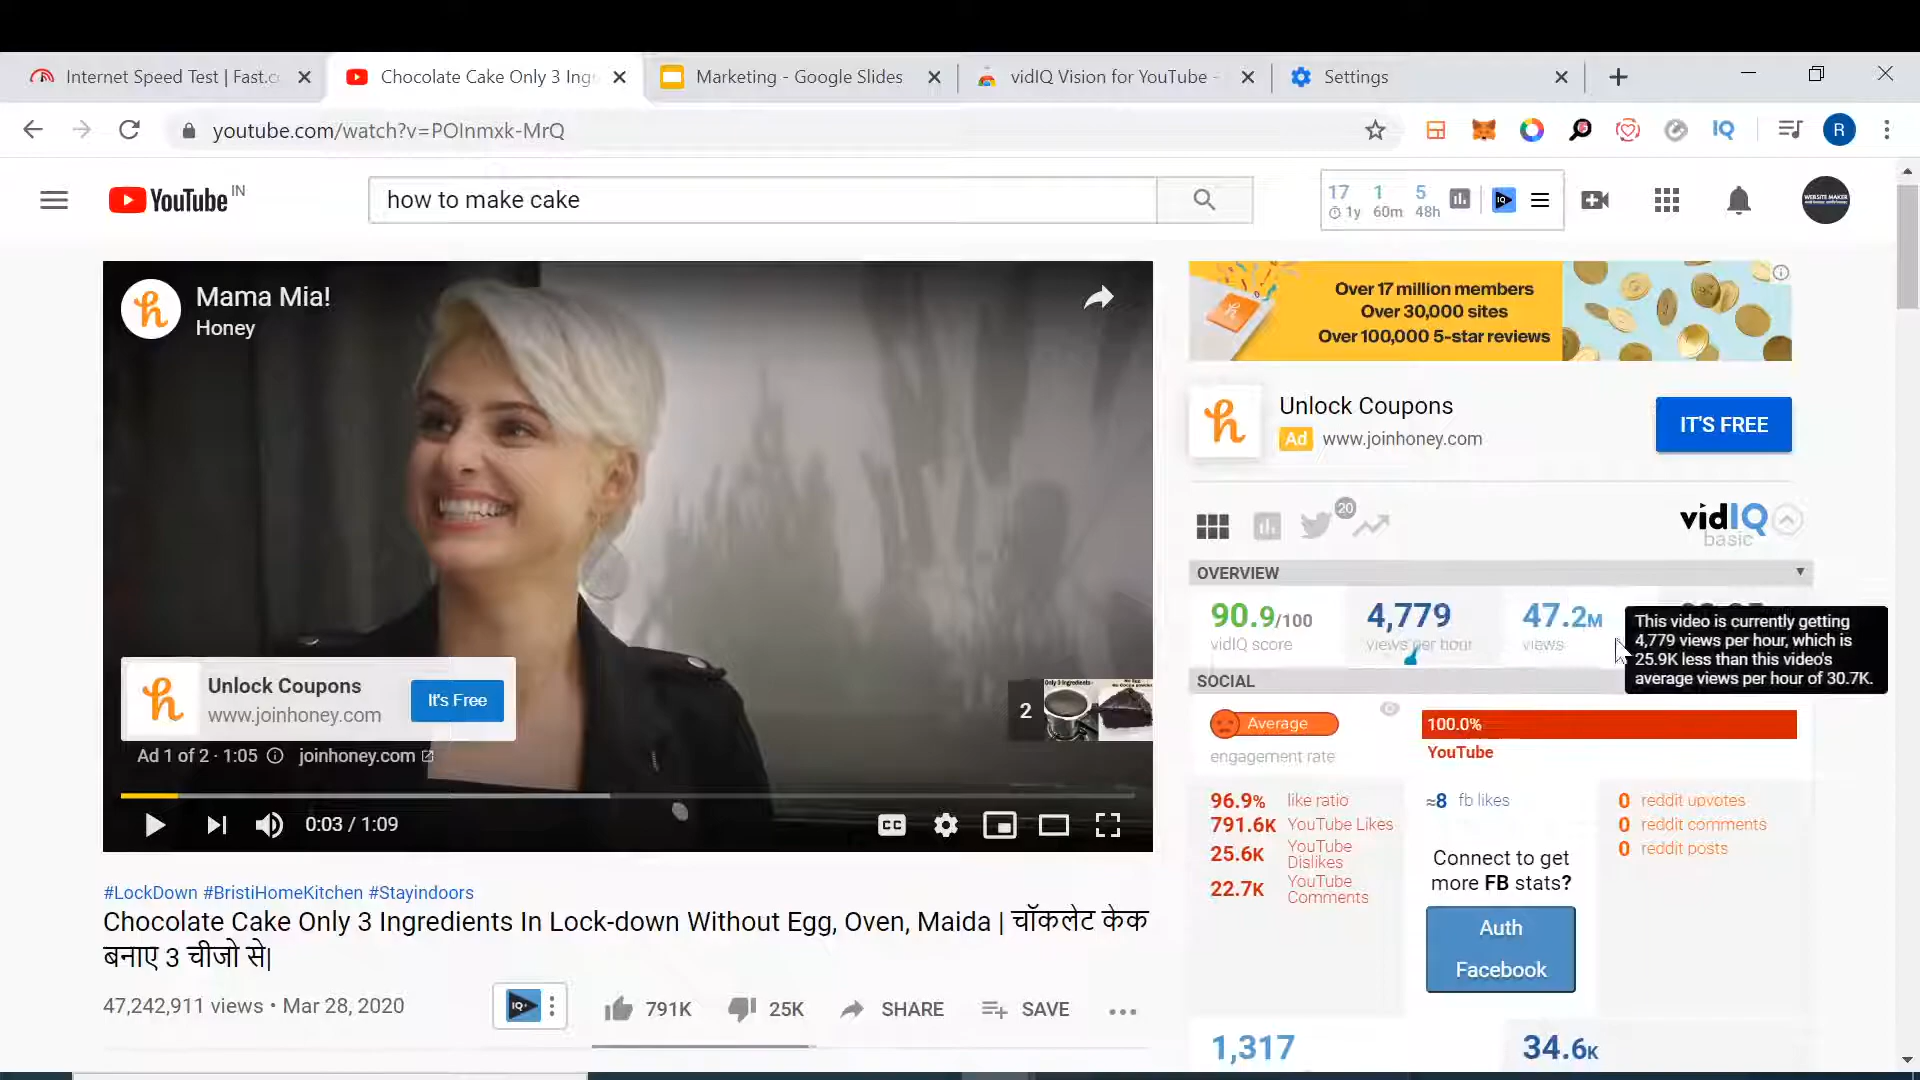 Internet Speed Test | Fast.c
Chocolate Cake Only 3 Ing
Marketing - Google Slides
vidIQ Vision for YouTube -
Settings
youtube.com/watch?v=POInmxk-MrQ
IQ
R
YouTube IN
how to make cake
17 1 5
1y 60m 48h
IQ
WEBSITE MAKER
Mama Mia!
Honey
Over 17 million members
Over 30,000 sites
Over 100,000 5-star reviews
Unlock Coupons
Ad www.joinhoney.com
IT'S FREE
20
vidIQ
basic
OVERVIEW
90.9/100
vidIQ score
4,779
views per hour
47.2M
views
This video is currently getting
4,779 views per hour, which is
25.9K less than this video's
average views per hour of 30.7K.
SOCIAL
Average
engagement rate
100.0%
YouTube
96.9% like ratio
791.6K YouTube Likes
25.6K YouTube Dislikes
22.7K YouTube Comments
≈8 fb likes
Connect to get
more FB stats?
Auth
Facebook
0 reddit upvotes
0 reddit comments
0 reddit posts
1,317
34.6K
Unlock Coupons
www.joinhoney.com
It's Free
2
Only 3 Ingredients-
Ad 1 of 2 · 1:05 joinhoney.com
0:03 / 1:09
CC
#LockDown #BristiHomeKitchen #Stayindoors
Chocolate Cake Only 3 Ingredients In Lock-down Without Egg, Oven, Maida | चॉकलेट केक
बनाए 3 चीजो से|
47,242,911 views • Mar 28, 2020
IQ
791K
25K
SHARE
SAVE